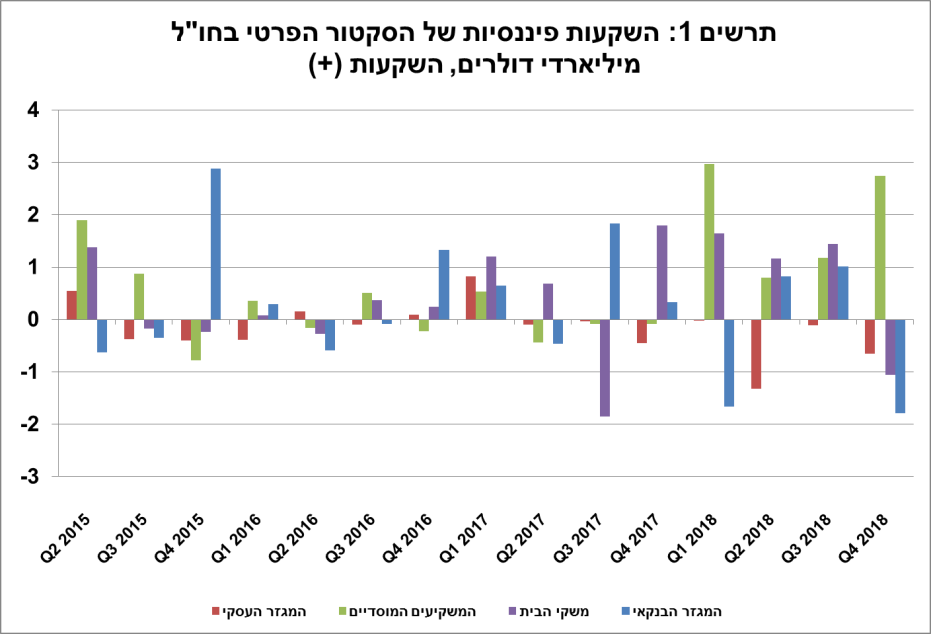 תרשים 1: השקעות פיננסיות של הסקטור הפרטי בחו"ל
מיליארדי דולרים, השקעות (+)
4
3
2
1
0
-1
-2
-3
Q2 2015
Q3 2015
Q4 2015
Q1 2016
Q2 2016
Q3 2016
Q4 2016
Q1 2017
Q2 2017
Q3 2017
Q4 2017
Q1 2018
Q2 2018
Q3 2018
Q4 2018
המגזר העסקי
המשקיעים המוסדיים
משקי הבית
המגזר הבנקאי